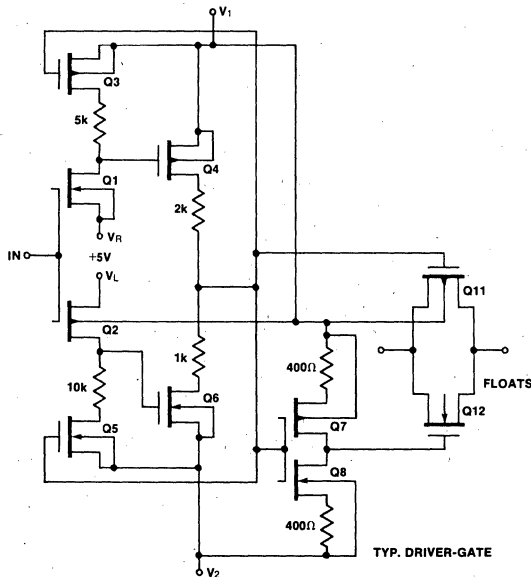 V1
Q3
5k
Q4
Q1
2k
VR
IN
+5V
VL
Q11
Q2
1k
400Ω
FLOATS
10k
Q7
Q12
Q5
Q6
Q8
400Ω
TYP. DRIVER-GATE
V2